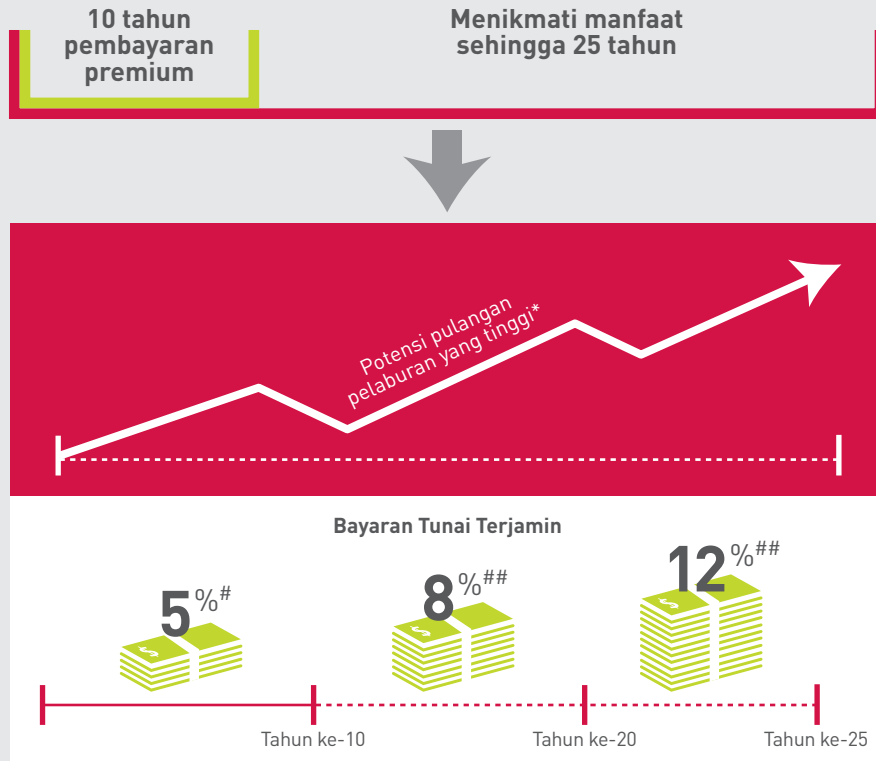 10 tahun
pembayaran
premium
Menikmati manfaat
sehingga 25 tahun
Potensi pulangan
pelaburan yang tinggi*
Bayaran Tunai Terjamin
5%#
8%##
12%##
Tahun ke-10
Tahun ke-20
Tahun ke-25